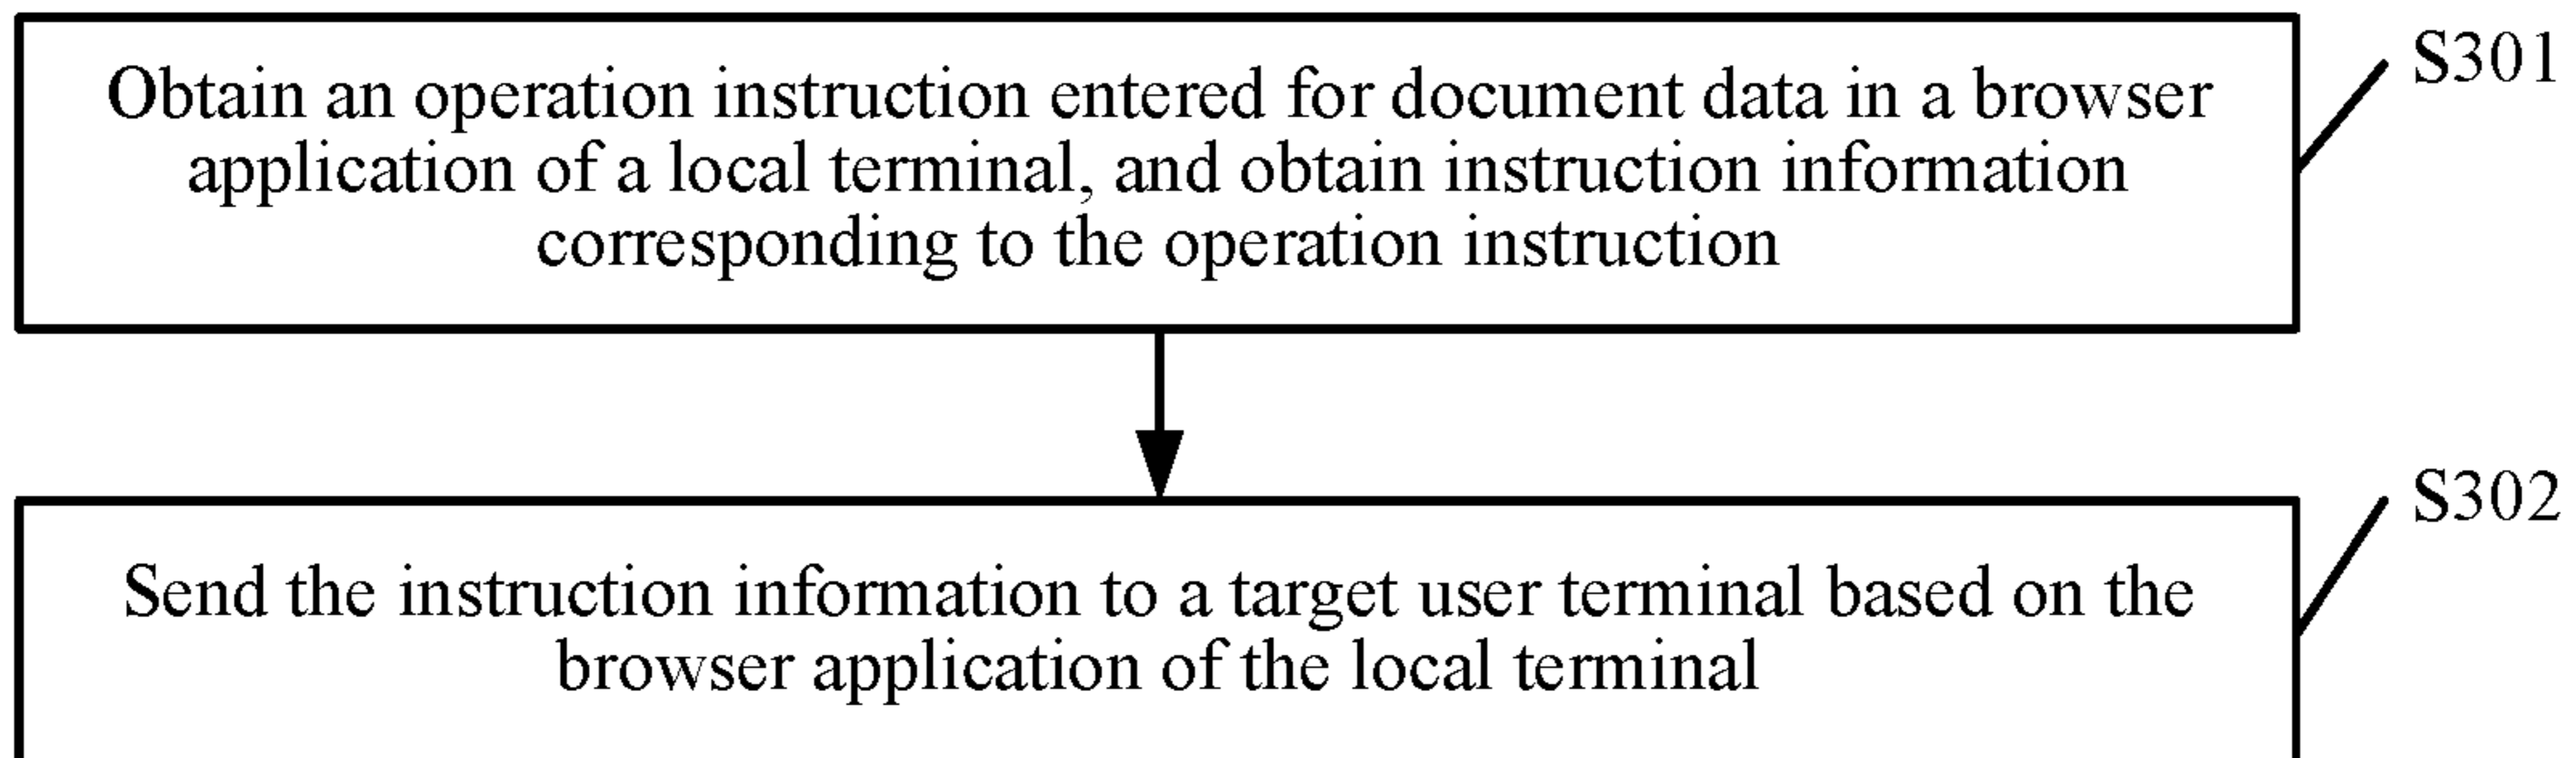 Obtain an operation instruction entered for document data in a browser
application of a local terminal, and obtain instruction information
corresponding to the operation instruction
S301
Send the instruction information to a target user terminal based on the
browser application of the local terminal
S302